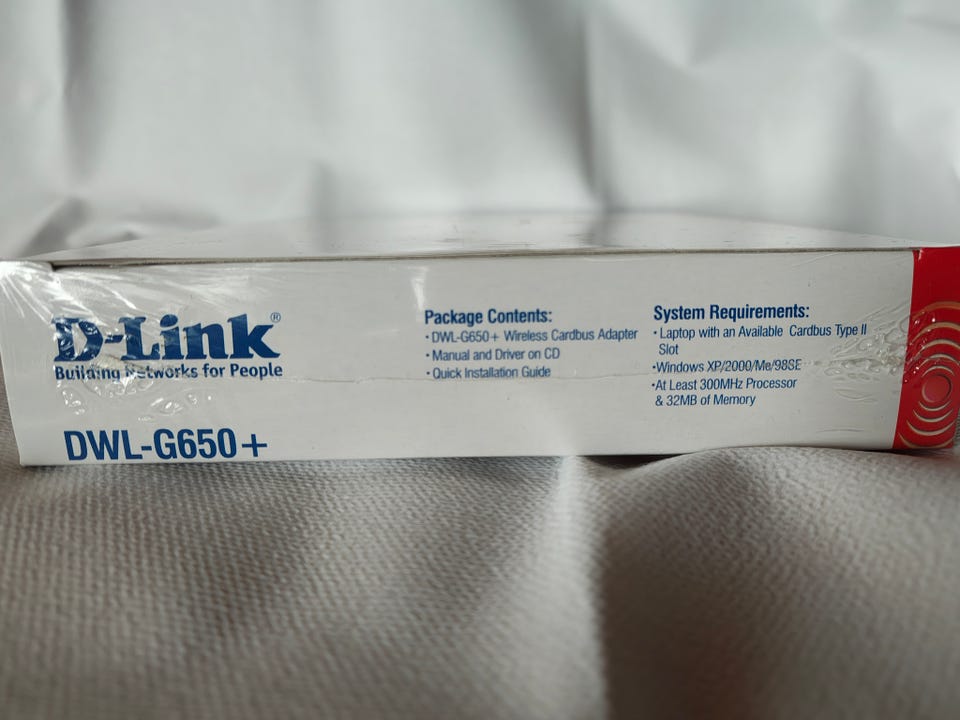 D-Link®
Building Networks for People
DWL-G650+
Package Contents:
• DWL-G650+ Wireless Cardbus Adapter
• Manual and Driver on CD
• Quick Installation Guide
System Requirements:
• Laptop with an Available Cardbus Type II
Slot
• Windows XP/2000/Me/98SE
• At Least 300MHz Processor
& 32MB of Memory